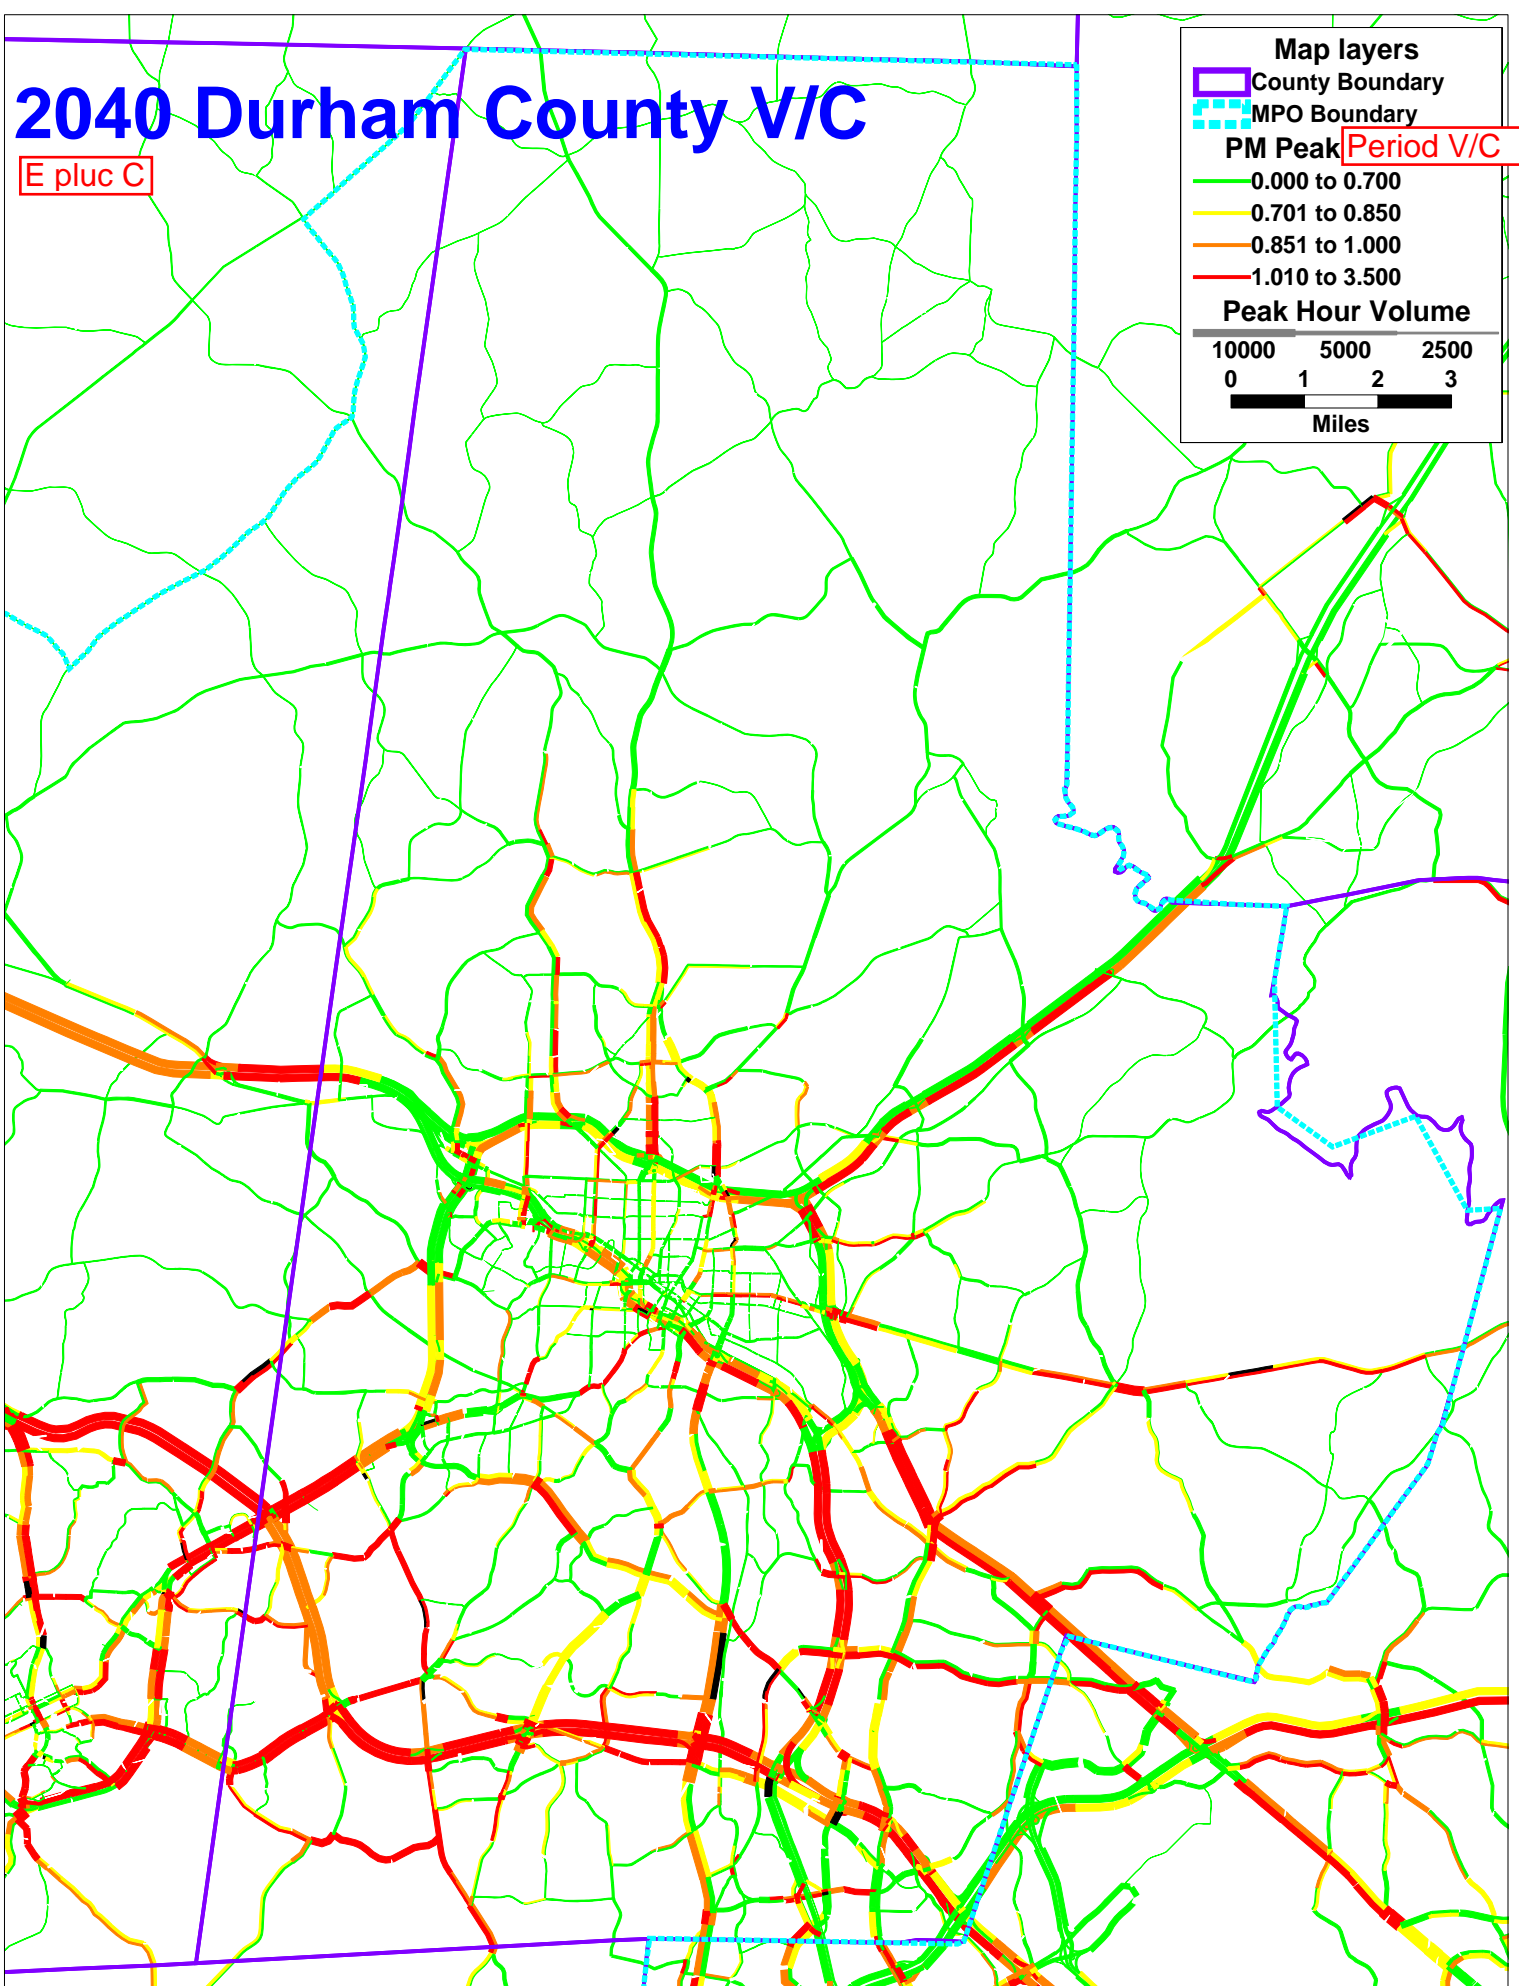 2040 Durham County V/C
E pluc C
Map layers
County Boundary
MPO Boundary
PM Peak Period V/C
0.000 to 0.700
0.701 to 0.850
0.851 to 1.000
1.010 to 3.500
Peak Hour Volume
10000 5000 2500
0 1 2 3
Miles